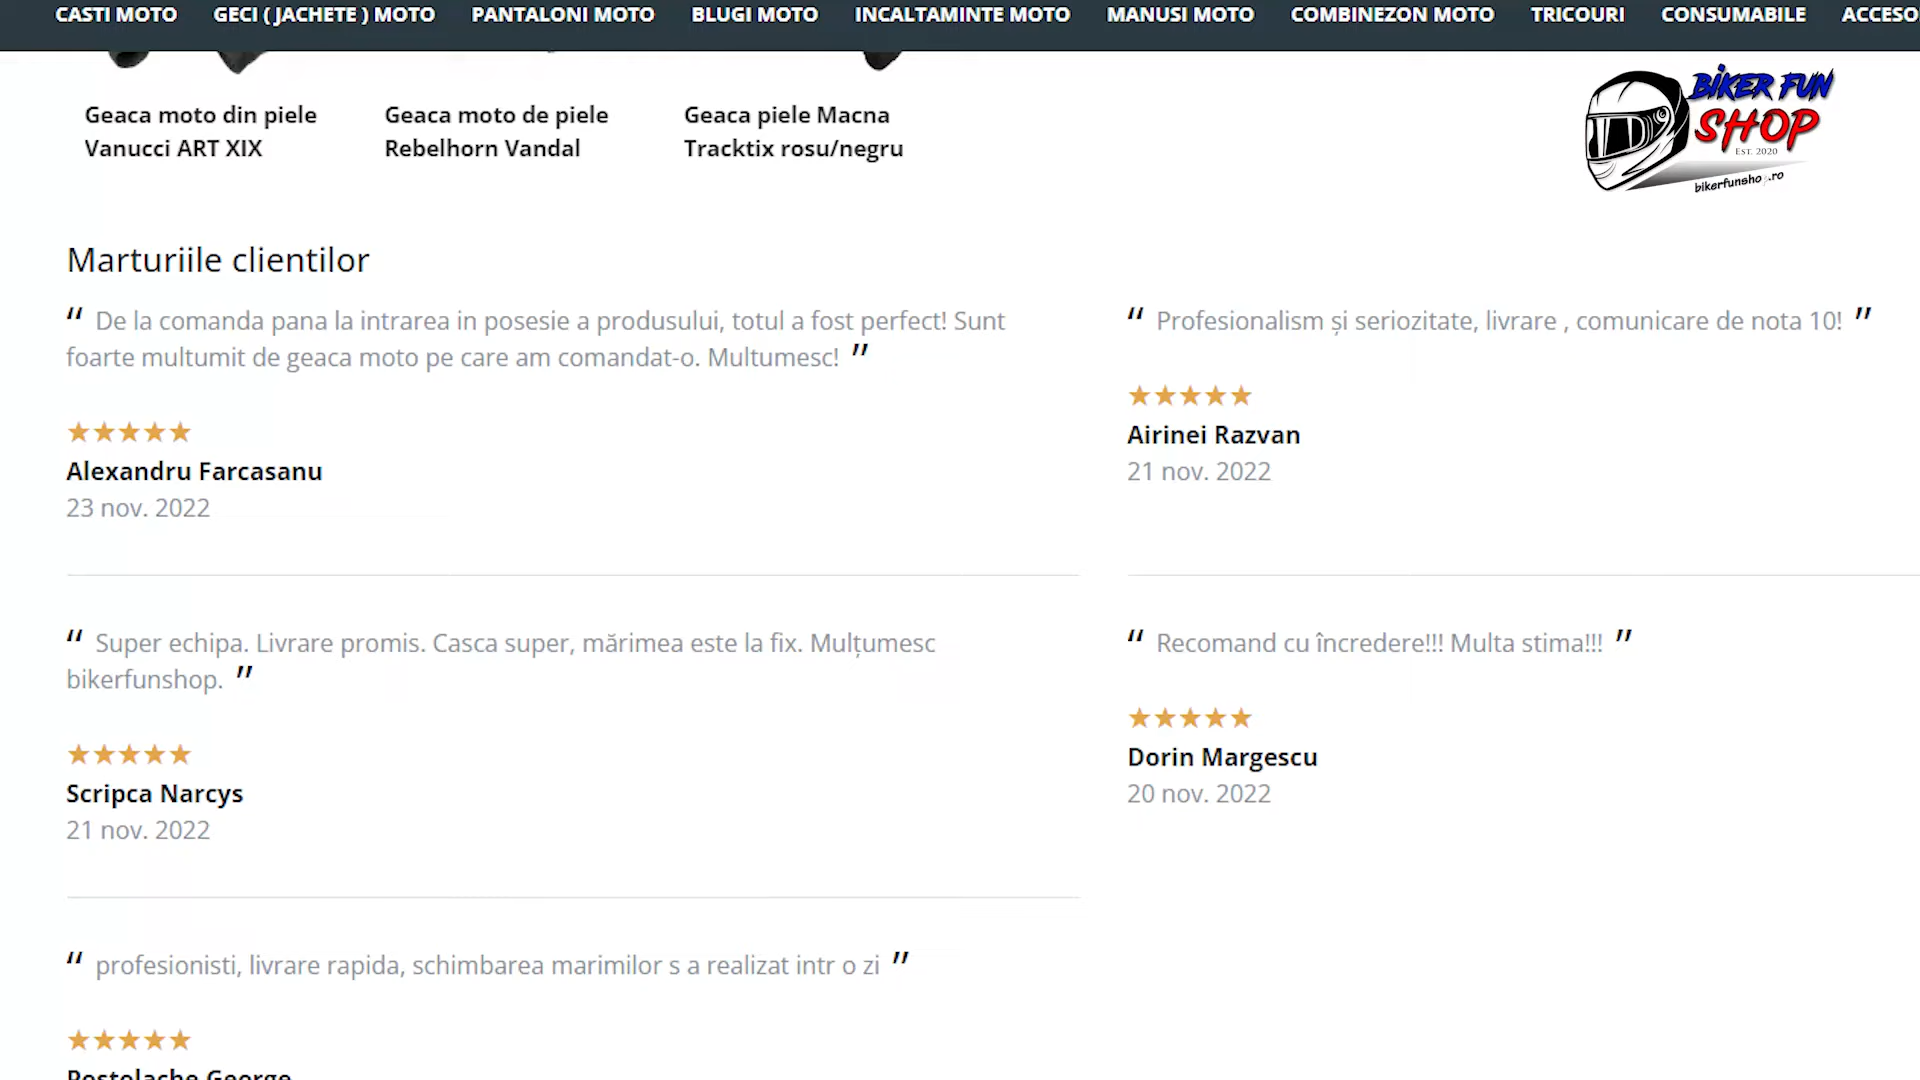 CASTI MOTO GECI ( JACHETE ) MOTO PANTALONI MOTO BLUGI MOTO INCALTAMINTE MOTO MANUSI MOTO COMBINEZON MOTO TRICOURI CONSUMABILE ACCESO
Geaca moto din piele
Vanucci ART XIX
Geaca moto de piele
Rebelhorn Vandal
Geaca piele Macna
Tracktix rosu/negru
BIKER FUN
SHOP
EST. 2020
bikerfunshop.ro
Marturiile clientilor
“ De la comanda pana la intrarea in posesie a produsului, totul a fost perfect! Sunt
foarte multumit de geaca moto pe care am comandat-o. Multumesc! ”
★★★★★
Alexandru Farcasanu
23 nov. 2022
“ Profesionalism și seriozitate, livrare , comunicare de nota 10! ”
★★★★★
Airinei Razvan
21 nov. 2022
“ Super echipa. Livrare promis. Casca super, mărimea este la fix. Mulțumesc
bikerfunshop. ”
★★★★★
Scripca Narcys
21 nov. 2022
“ Recomand cu încredere!!! Multa stima!!! ”
★★★★★
Dorin Margescu
20 nov. 2022
“ profesionisti, livrare rapida, schimbarea marimilor s a realizat intr o zi ”
★★★★★
Postolache George